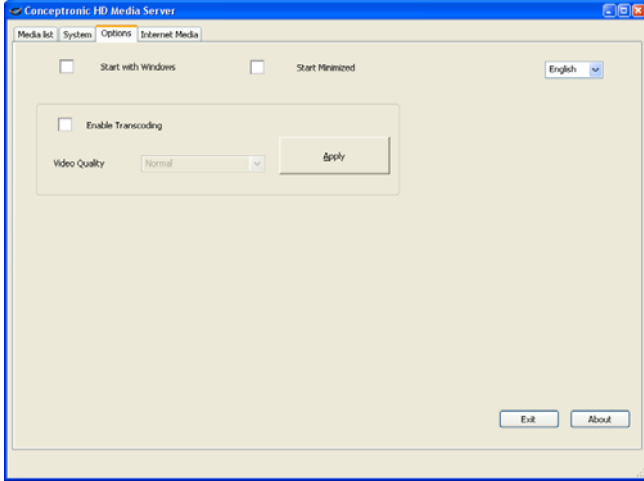 Conceptronic HD Media Server
Media list System Options Internet Media
Start with Windows Start Minimized English
Enable Transcoding
Video Quality Normal Apply
Exit About